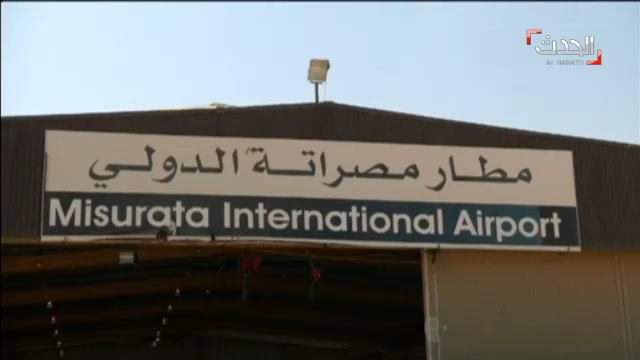 الحدث
AL HADATH
مطار مصراتة الدولي
Misurata International Airport